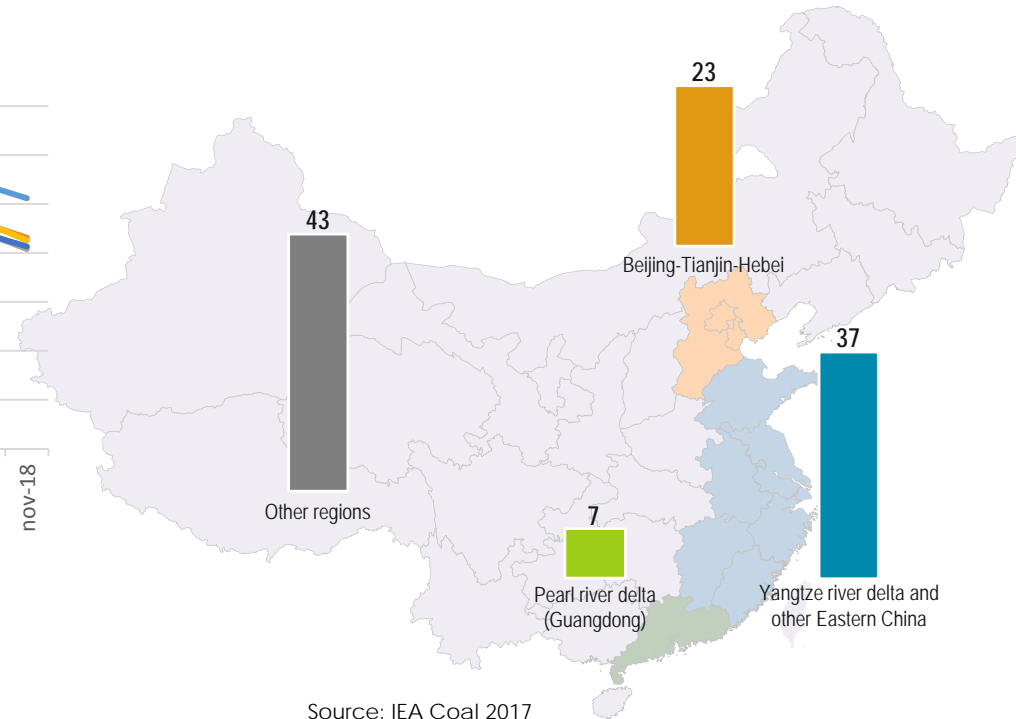 23
Beijing-Tianjin-Hebei
43
Other regions
37
Yangtze river delta and
other Eastern China
7
Pearl river delta
(Guangdong)
nov-18
Source: IEA Coal 2017